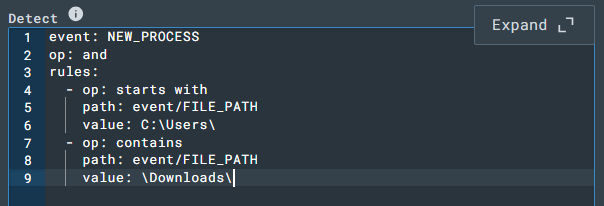 Detect
Expand
1 event: NEW_PROCESS
2 op: and
3 rules:
4 - op: starts with
5 path: event/FILE_PATH
6 value: C:\Users\
7 - op: contains
8 path: event/FILE_PATH
9 value: \Downloads\